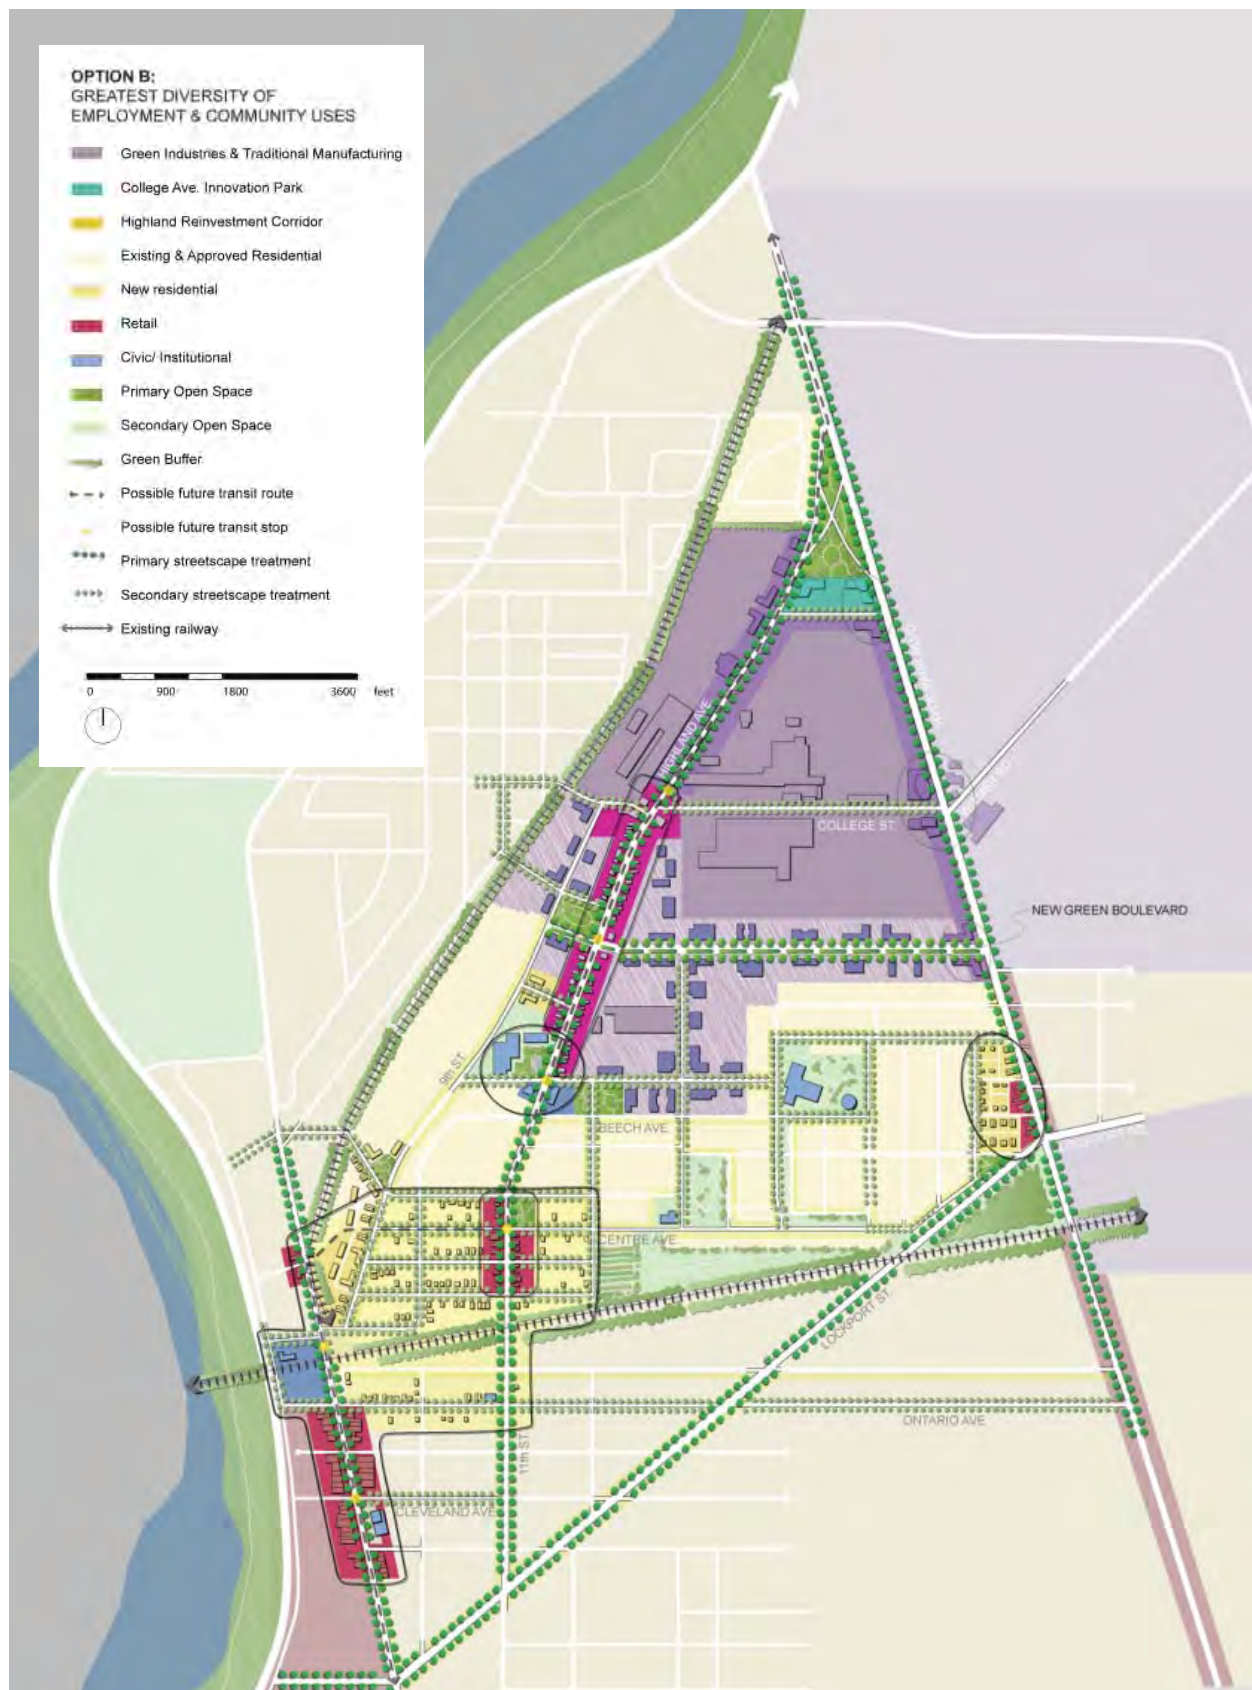 OPTION B:
GREATEST DIVERSITY OF
EMPLOYMENT & COMMUNITY USES
Green Industries & Traditional Manufacturing
College Ave. Innovation Park
Highland Reinvestment Corridor
Existing & Approved Residential
New residential
Retail
Civic/ Institutional
Primary Open Space
Secondary Open Space
Green Buffer
Possible future transit route
Possible future transit stop
Primary streetscape treatment
Secondary streetscape treatment
Existing railway
0 900 1800 3600 feet
HIGHLAND AVE
COLLEGE ST.
NEW GREEN BOULEVARD
9th ST.
BEECH AVE.
CENTRE AVE.
LOCKPORT ST.
ONTARIO AVE.
11th ST.
CLEVELAND AVE.